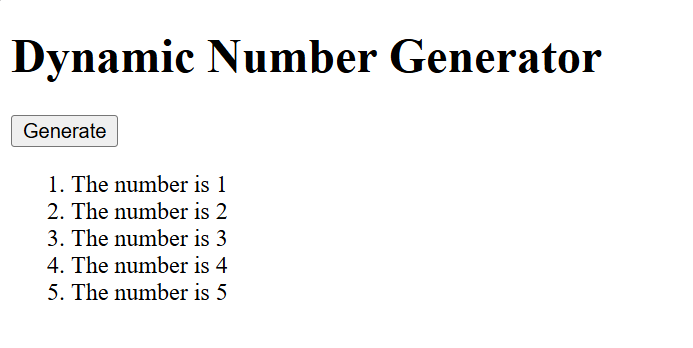 Dynamic Number Generator
Generate
1. The number is 1
2. The number is 2
3. The number is 3
4. The number is 4
5. The number is 5